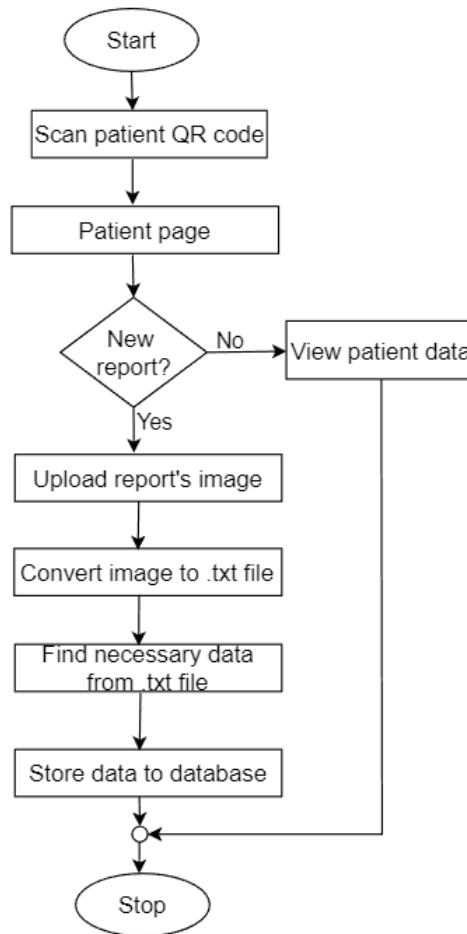 Start
Scan patient QR code
Patient page
New
report?
No
View patient data
Yes
Upload report's image
Convert image to .txt file
Find necessary data
from .txt file
Store data to database
Stop